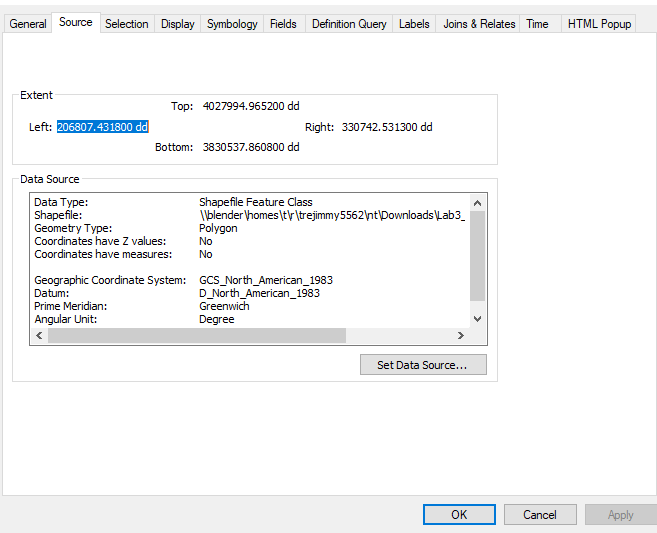 General Source Selection Display Symbology Fields Definition Query Labels Joins & Relates Time HTML Popup
Extent
Top: 4027994.965200 dd
Left: 206807.431800 dd Right: 330742.531300 dd
Bottom: 3830537.860800 dd
Data Source
Data Type: Shapefile Feature Class
Shapefile: \\blender\homes\t\r\trejimmy5562\nt\Downloads\Lab3_
Geometry Type: Polygon
Coordinates have Z values: No
Coordinates have measures: No
Geographic Coordinate System: GCS_North_American_1983
Datum: D_North_American_1983
Prime Meridian: Greenwich
Angular Unit: Degree
Set Data Source...
OK Cancel Apply